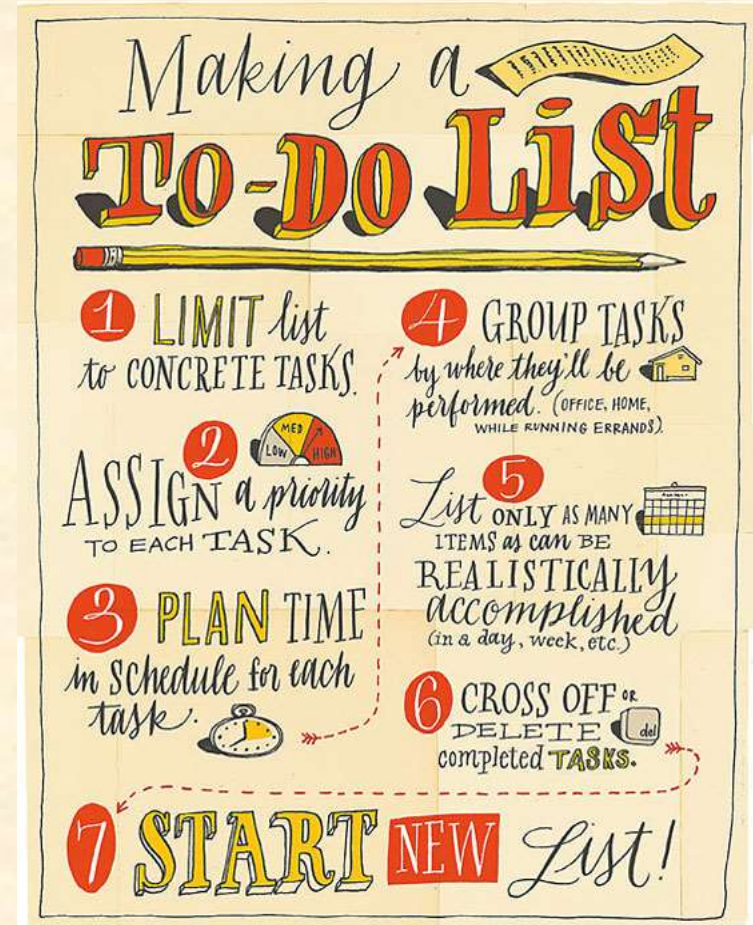 Making a
TO-DO LiST
1 LIMIT list
to CONCRETE TASKS.
2
LOW MED HIGH
ASSIGN a priority
TO EACH TASK.
3 PLAN TIME
in SCHEDULE for each
task.
4 GROUP TASKS
by where they'll be
performed. (OFFICE, HOME,
WHILE RUNNING ERRANDS).
5
List ONLY AS MANY
ITEMS as can BE
REALISTICALLY
accomplished
(in a day, week, etc.)
6 CROSS OFF OR
DELETE del
completed TASKS.
7 START NEW List!